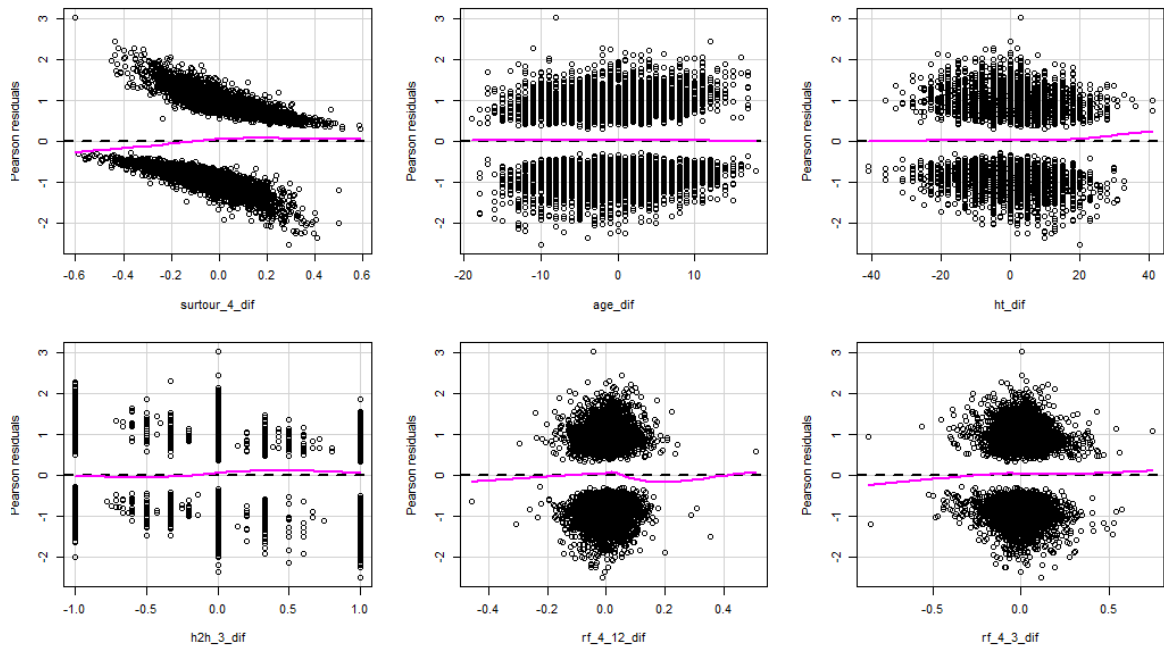 Pearson residuals
3
2
1
0
-1
-2
-0.6 -0.4 -0.2 0.0 0.2 0.4 0.6
surtour_4_dif
Pearson residuals
3
2
1
0
-1
-2
-20 -10 0 10
age_dif
Pearson residuals
3
2
1
0
-1
-2
-40 -20 0 20 40
ht_dif
Pearson residuals
3
2
1
0
-1
-2
-1.0 -0.5 0.0 0.5 1.0
h2h_3_dif
Pearson residuals
3
2
1
0
-1
-2
-0.4 -0.2 0.0 0.2 0.4
rf_4_12_dif
Pearson residuals
3
2
1
0
-1
-2
-0.5 0.0 0.5
rf_4_3_dif